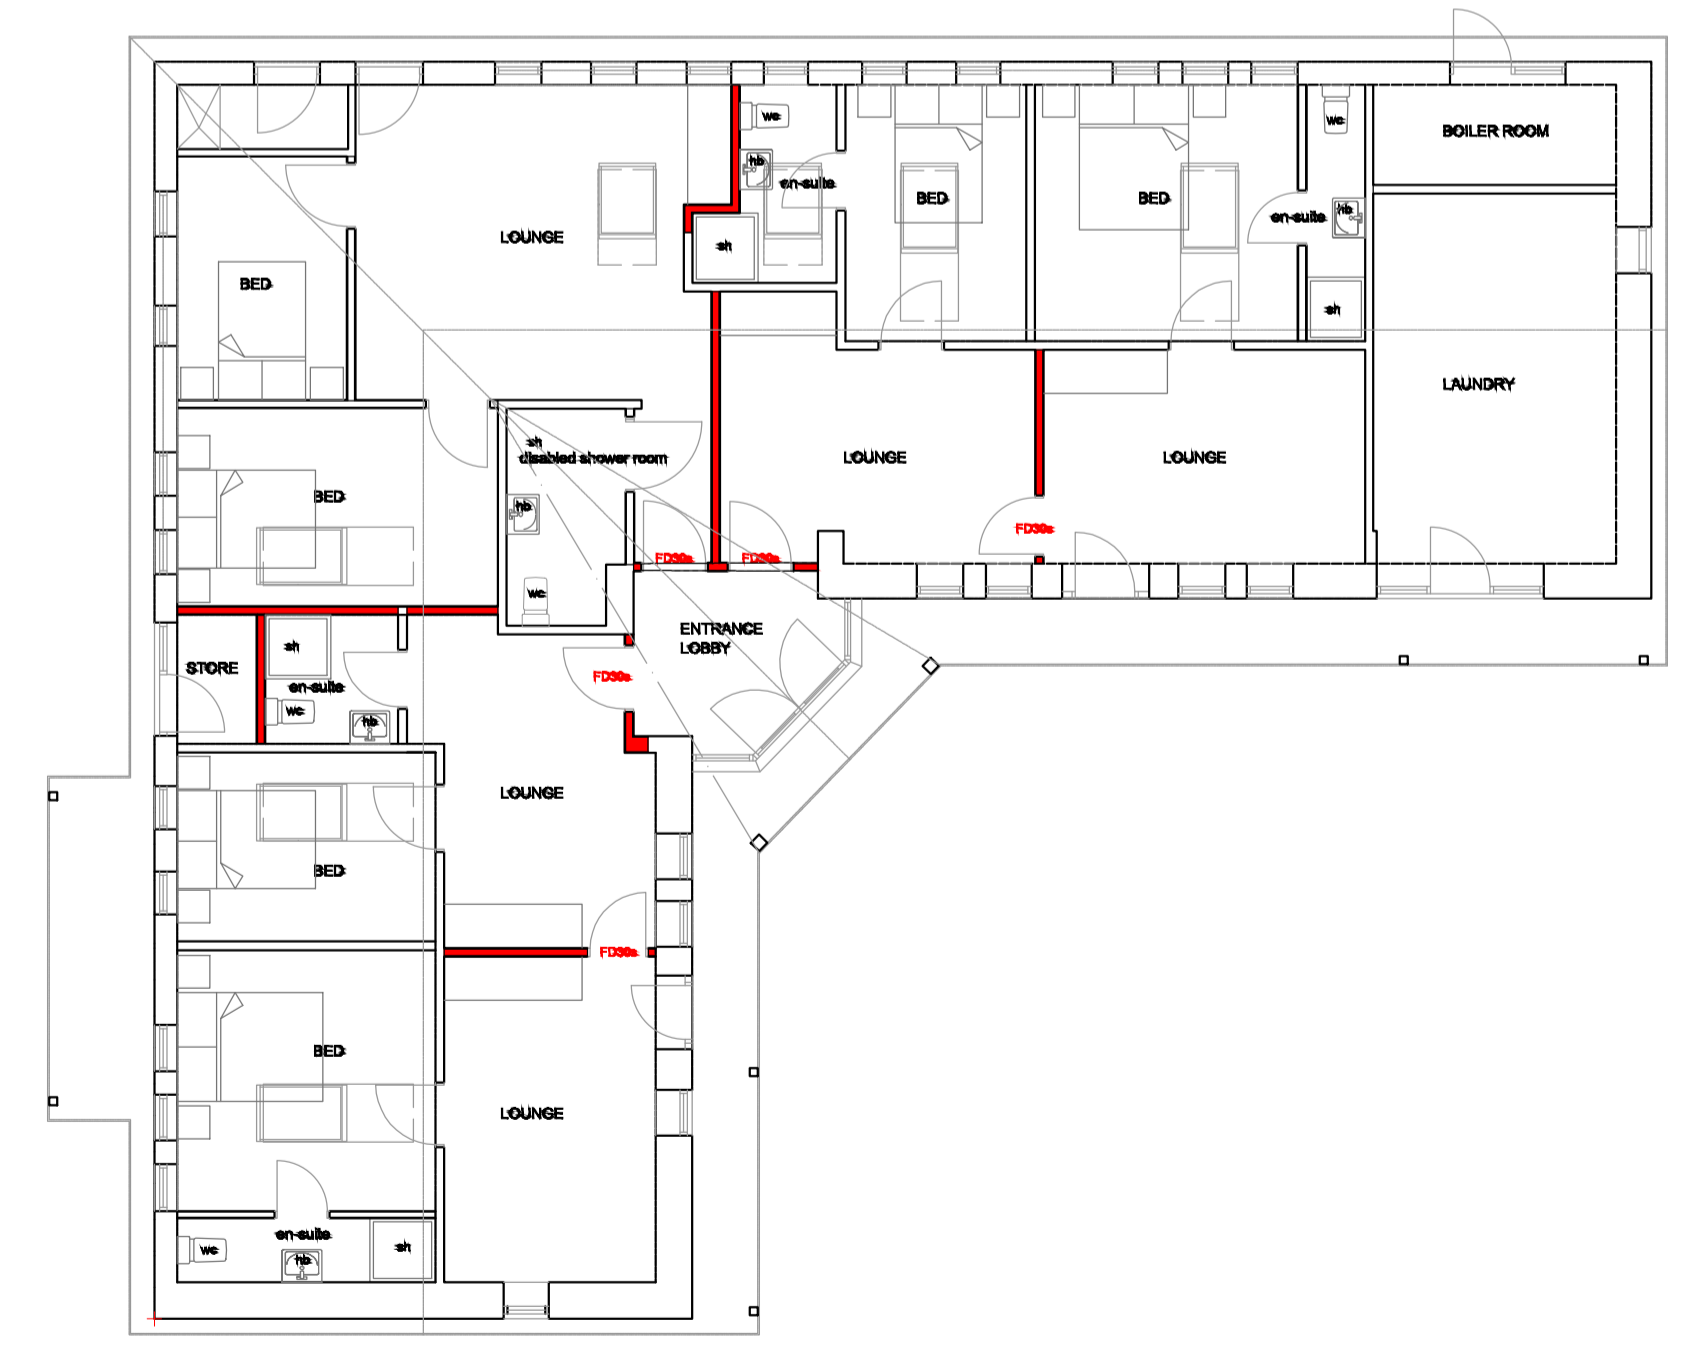 wc
wc
BOILER ROOM
hb
en-suite
BED
BED
hb
en-suite
LOUNGE
sh
BED
sh
LAUNDRY
sh
disabled shower room
LOUNGE
LOUNGE
BED
hb
FD30s
FD30s
FD30s
wc
ENTRANCE
LOBBY
sh
STORE
FD30s
en-suite
wc
hb
LOUNGE
BED
FD30s
BED
LOUNGE
en-suite
wc
hb
sh